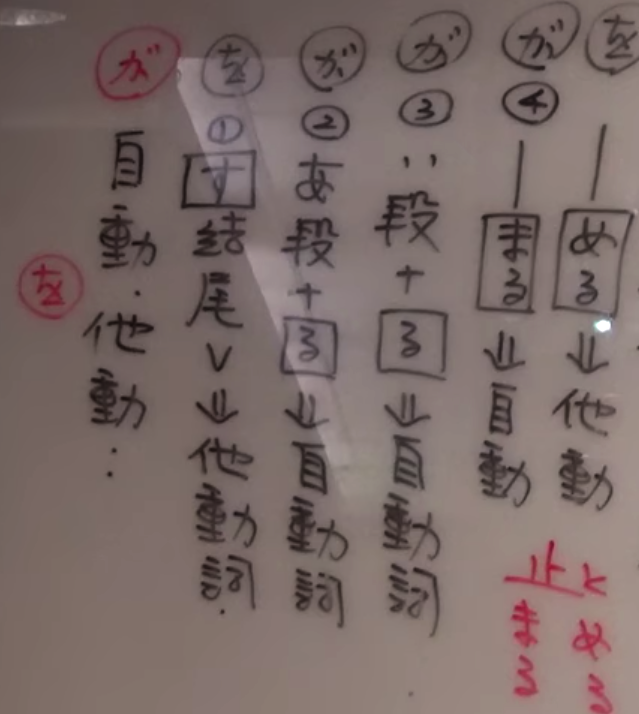 が 自動.
を 他動:
を ① す結尾V⇒他動詞.
が ② あ段+る⇒自動詞
が ③ い段+る⇒自動詞
が ④ ―まる⇒自動
を ―める⇒他動
止まる
とめる